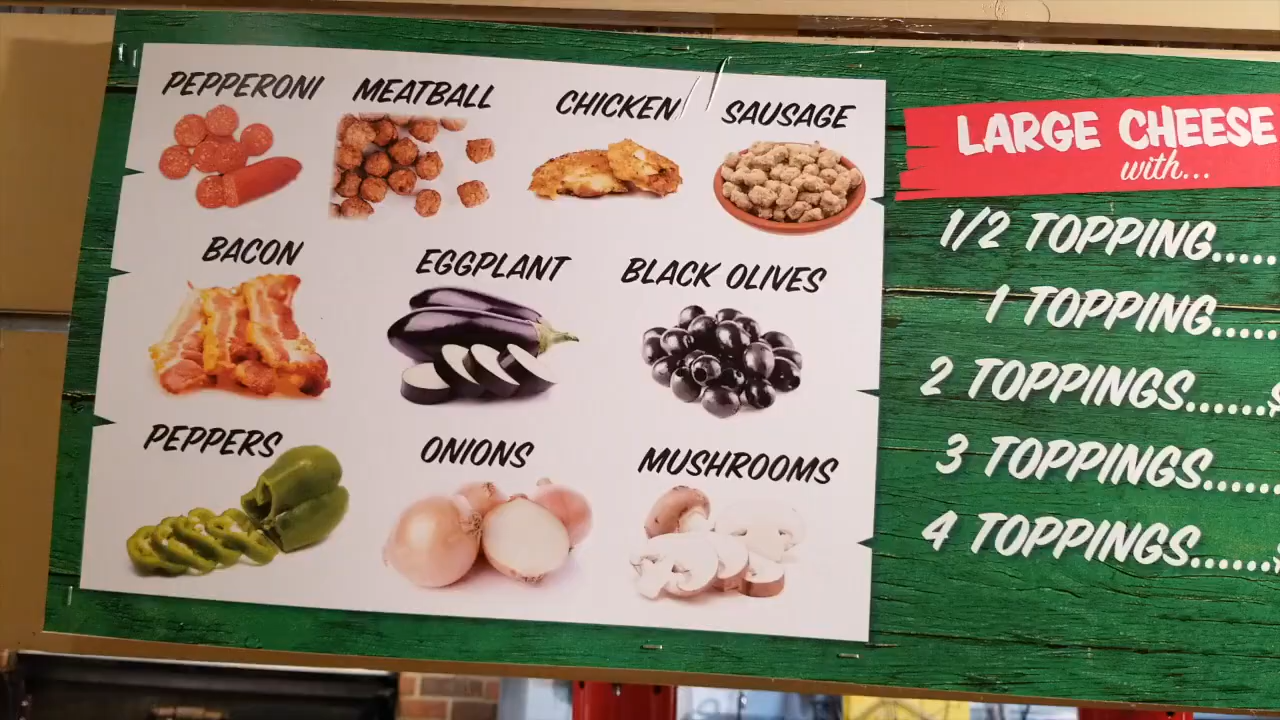 PEPPERONI MEATBALL CHICKEN SAUSAGE
BACON EGGPLANT BLACK OLIVES
PEPPERS ONIONS MUSHROOMS
LARGE CHEESE
with...
1/2 TOPPING.....
1 TOPPING.....
2 TOPPINGS.......$
3 TOPPINGS......
4 TOPPINGS.......$